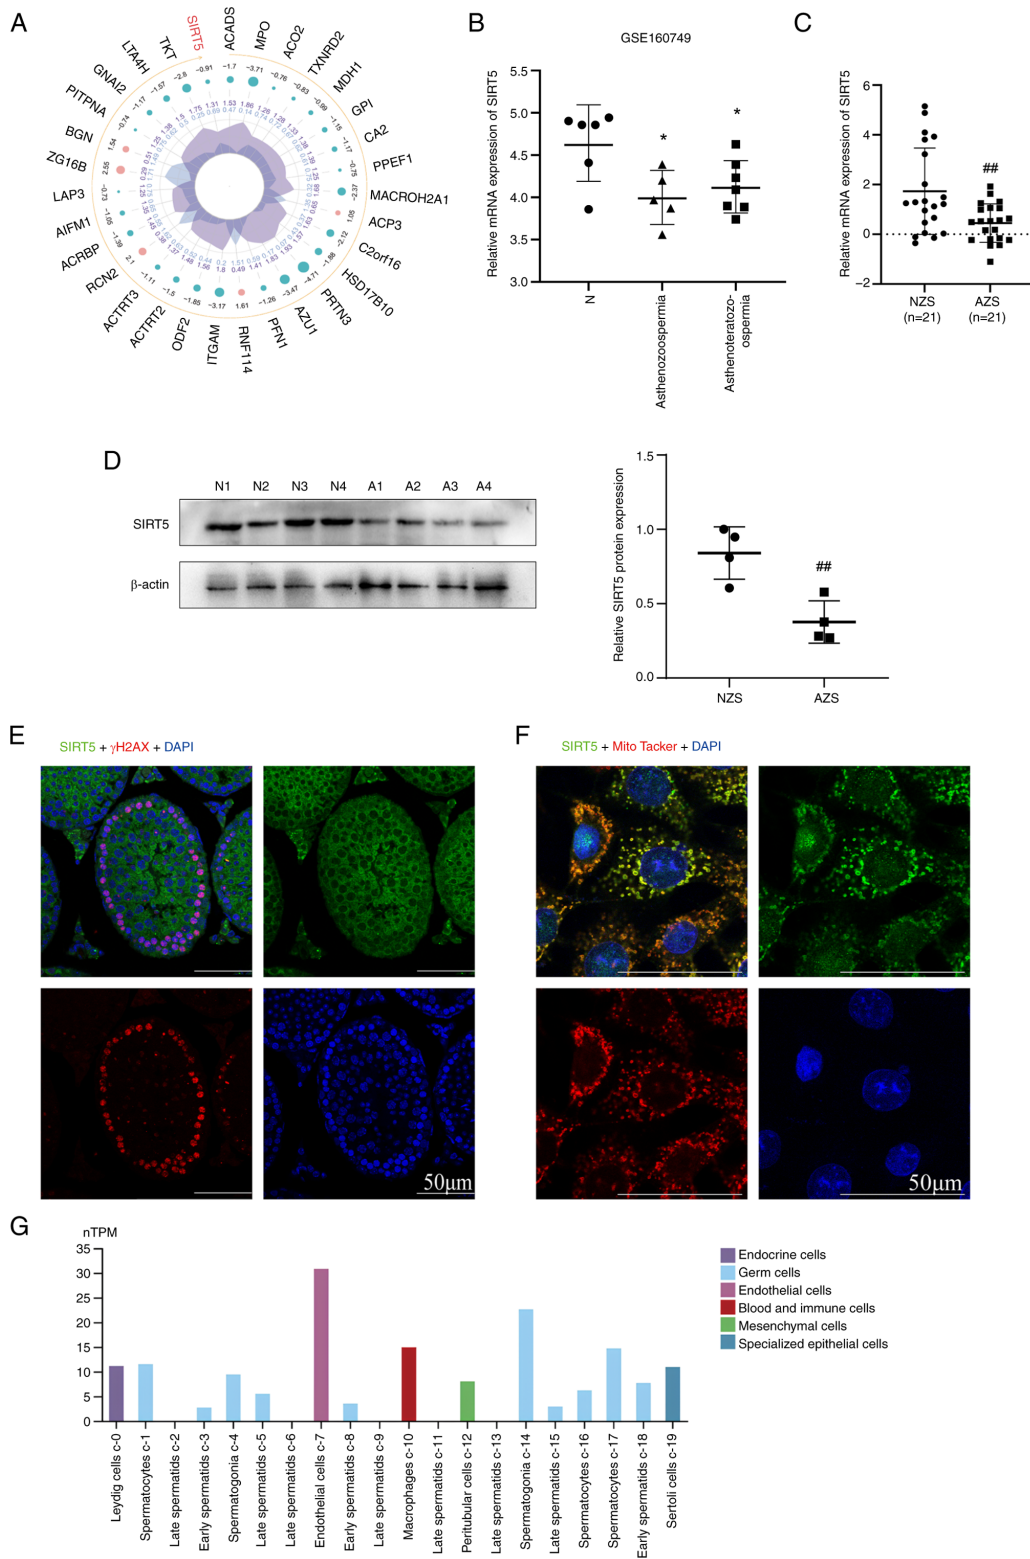 A
SIRT5
ACADS
MPO
ACO2
TXNRD2
MDH1
GPI
CA2
PPEF1
MACROH2A1
ACP3
C2orf16
HSD17B10
PRTN3
AZU1
PFN1
RNF114
ITGAM
ODF2
ACTRT2
ACTRT3
RCN2
ACRBP
AIFM1
LAP3
ZG16B
BGN
PITPNA
GNAI2
LTA4H
TKT
B
GSE160749
Relative mRNA expression of SIRT5
5.5
5.0
4.5
4.0
3.5
3.0
*
*
N
Asthenozoospermia
Asthenoteratozo-
ospermia
C
Relative mRNA expression of SIRT5
6
4
2
0
−2
##
NZS
(n=21)
AZS
(n=21)
D
N1 N2 N3 N4 A1 A2 A3 A4
SIRT5
β-actin
Relative SIRT5 protein expression
1.5
1.0
0.5
0.0
##
NZS
AZS
E
SIRT5 + γH2AX + DAPI
50μm
F
SIRT5 + Mito Tacker + DAPI
50μm
G
nTPM
35
30
25
20
15
10
5
0
Leydig cells c-0
Spermatocytes c-1
Late spermatids c-2
Early spermatids c-3
Spermatogonia c-4
Late spermatids c-5
Late spermatids c-6
Endothelial cells c-7
Early spermatids c-8
Late spermatids c-9
Macrophages c-10
Late spermatids c-11
Peritubular cells c-12
Late spermatids c-13
Spermatogonia c-14
Late spermatids c-15
Spermatocytes c-16
Spermatocytes c-17
Early spermatids c-18
Sertoli cells c-19
Endocrine cells
Germ cells
Endothelial cells
Blood and immune cells
Mesenchymal cells
Specialized epithelial cells